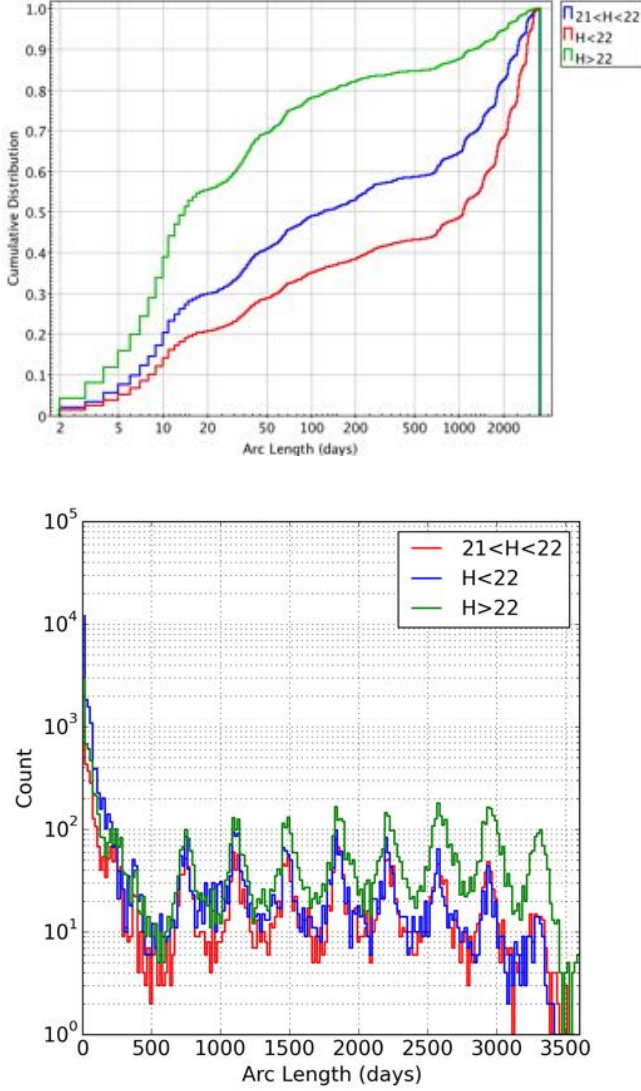 21<H<22
H<22
H>22
1.0
0.9
0.8
0.7
0.6
0.5
0.4
0.3
0.2
0.1
0
Cumulative Distribution
2 5 10 20 50 100 200 500 1000 2000
Arc Length (days)
10^5
10^4
10^3
10^2
10^1
10^0
Count
21<H<22
H<22
H>22
0 500 1000 1500 2000 2500 3000 3500
Arc Length (days)